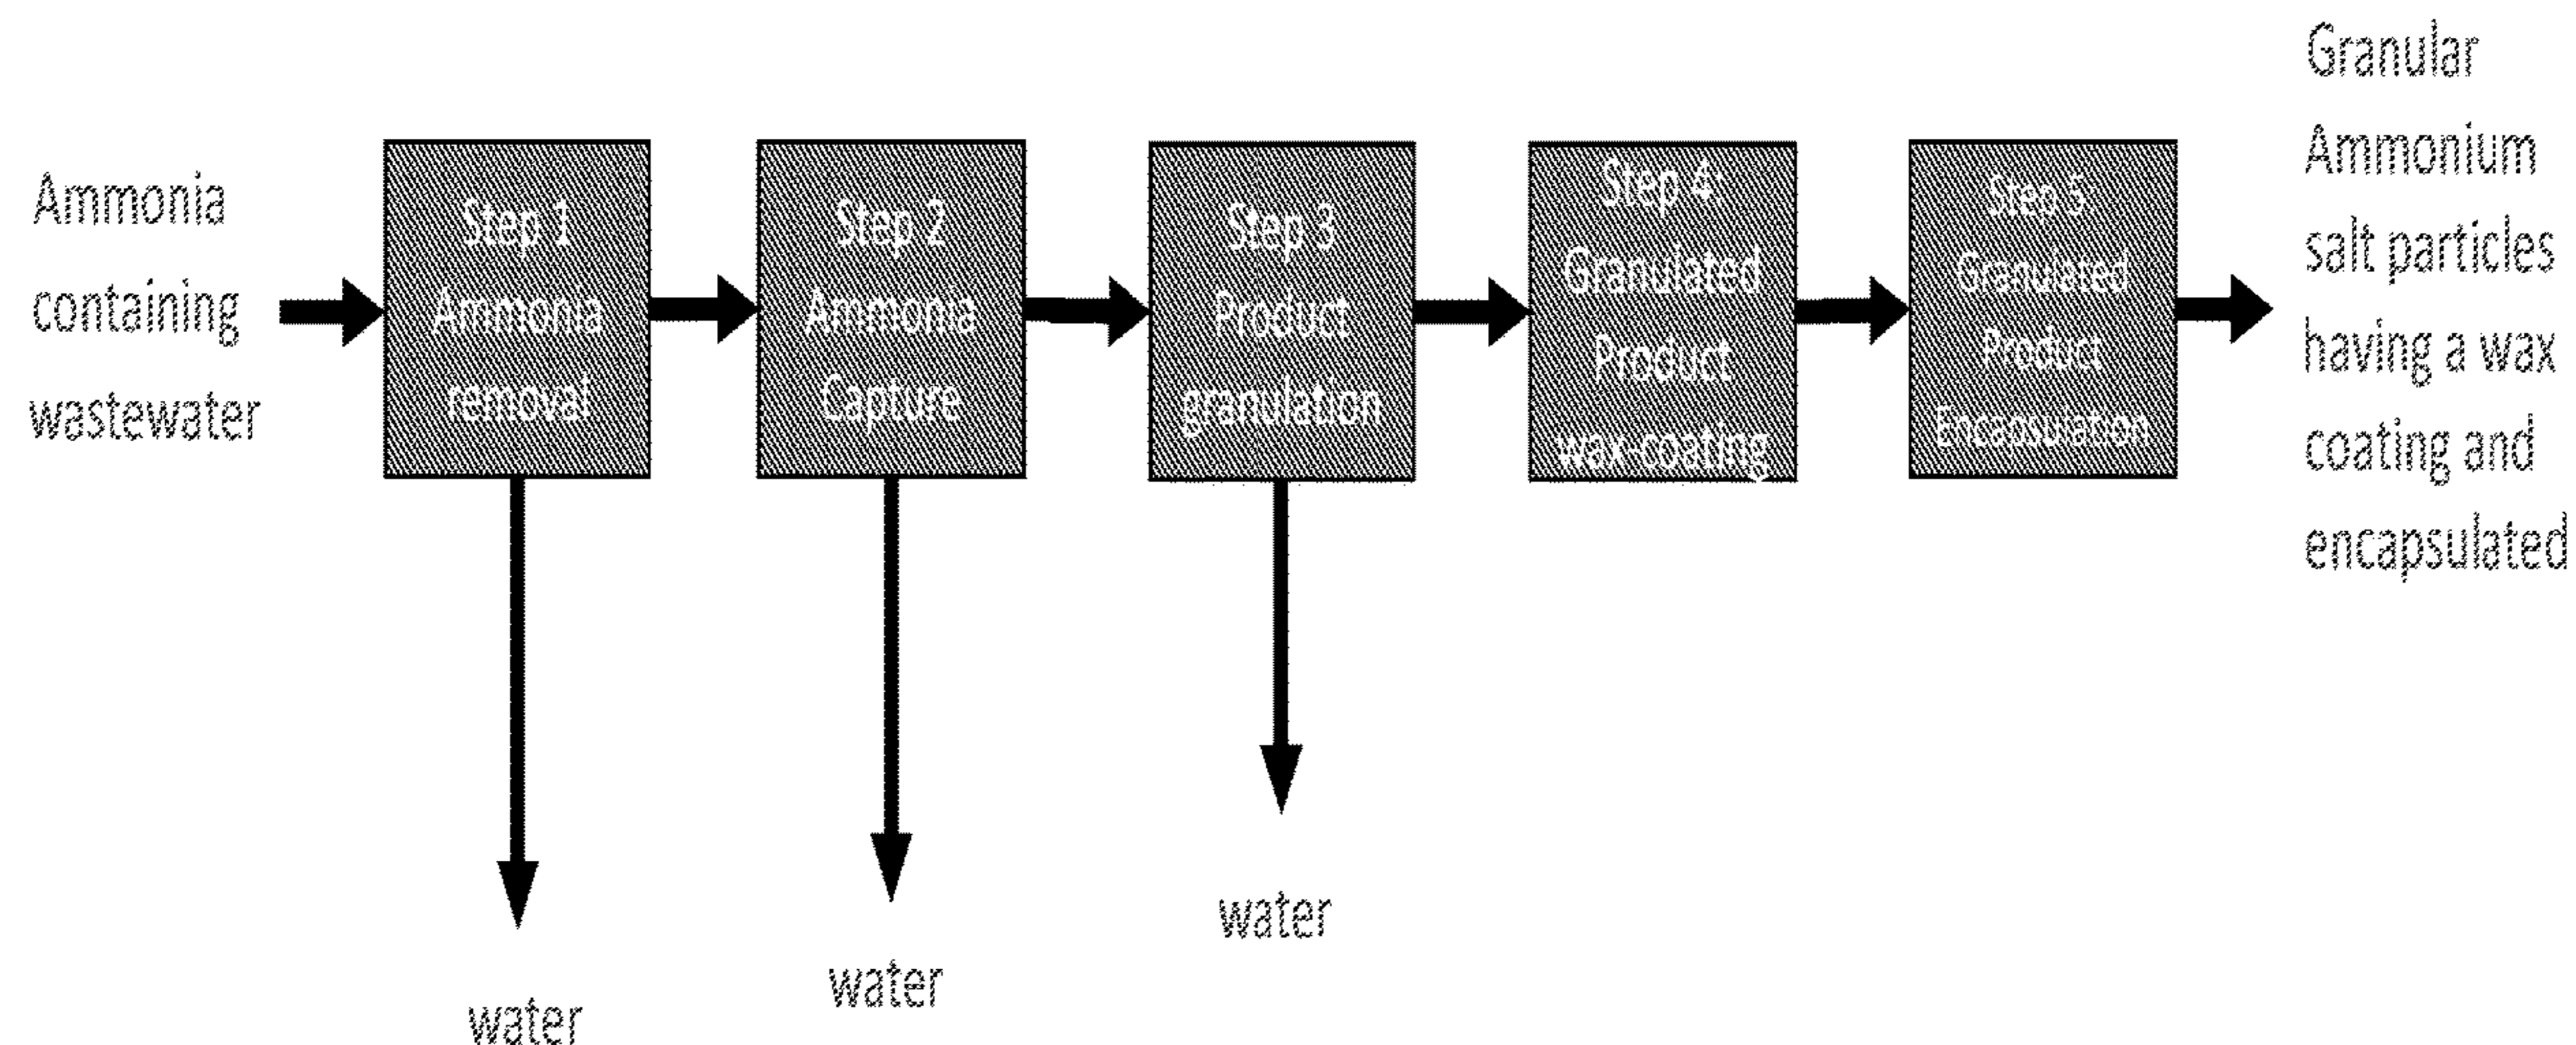 Ammonia
containing
wastewater
Step 1
Ammonia
removal
Step 2
Ammonia
Capture
Step 3
Product
granulation
Step 4:
Granulated
Product
wax-coating
Step 5:
Granulated
Product
Encapsulation
Granular
Ammonium
salt particles
having a wax
coating and
encapsulated
water
water
water